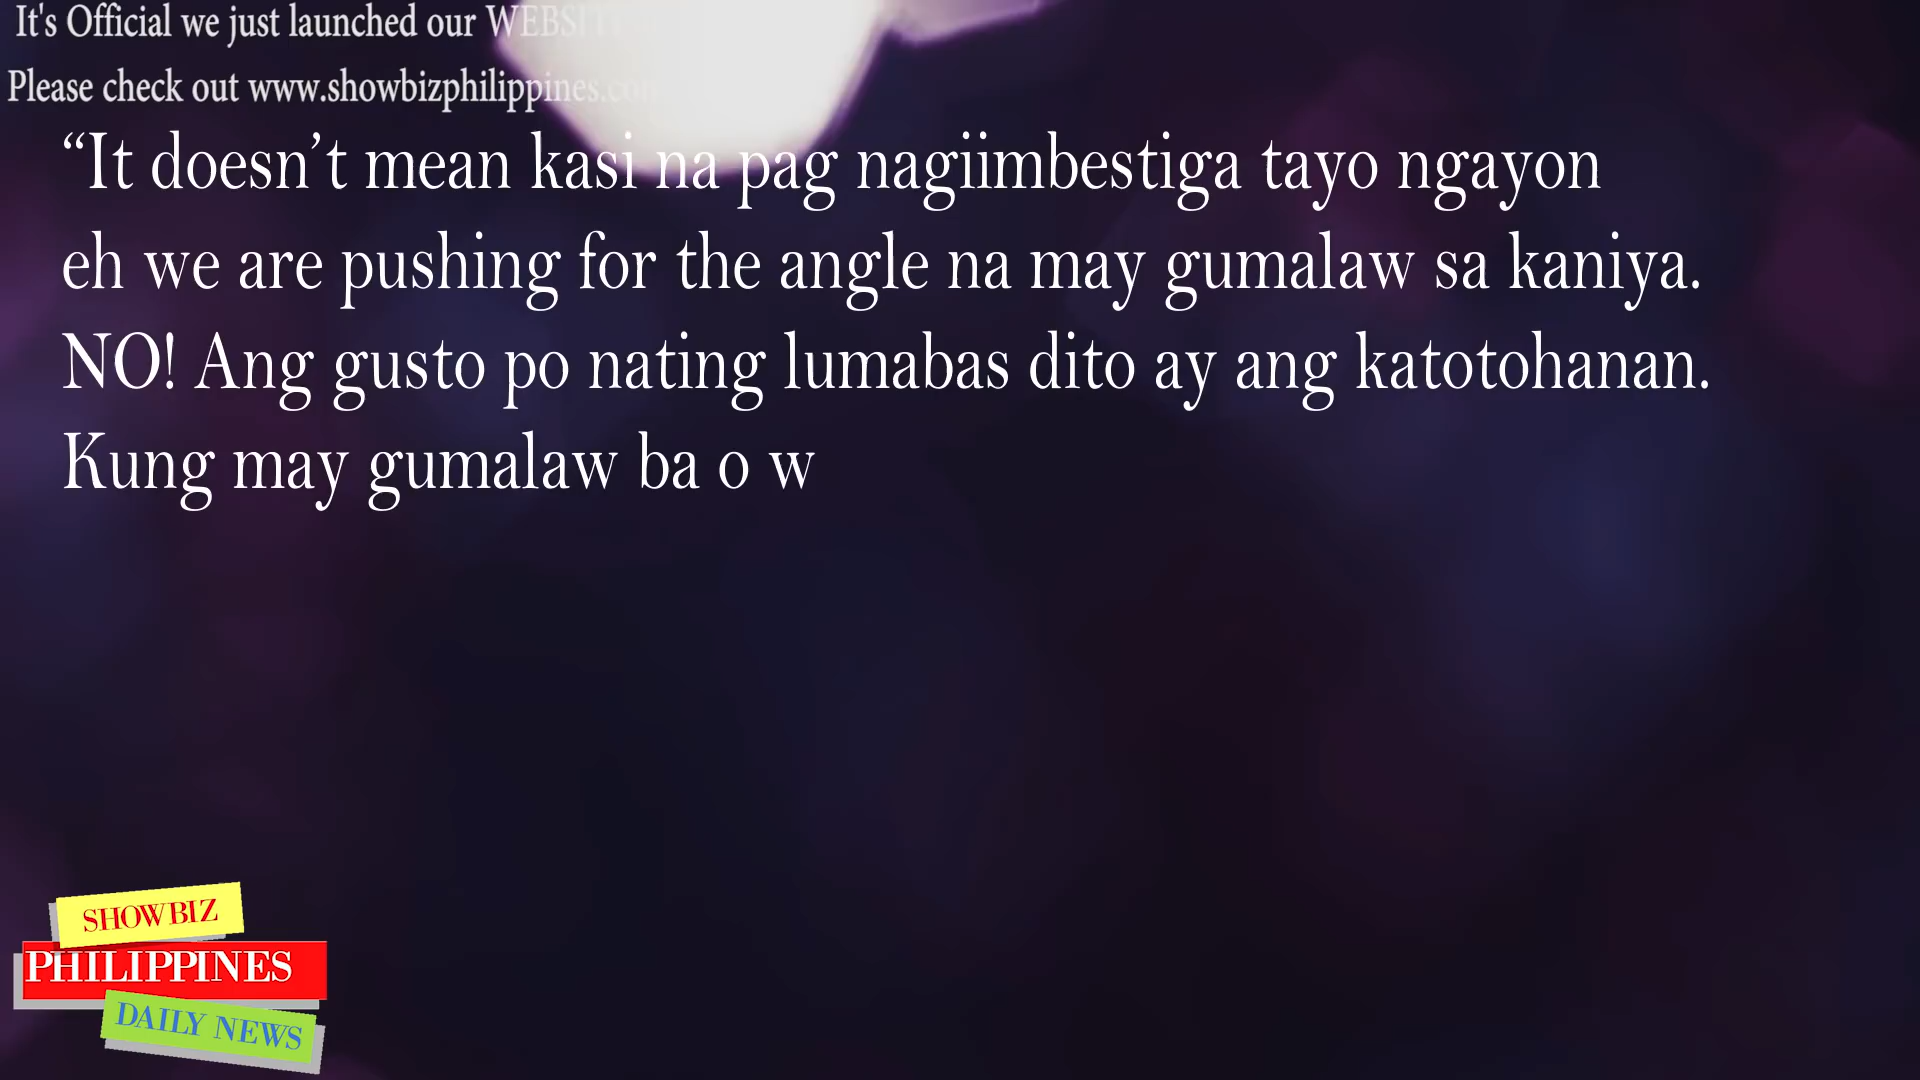 It's Official we just launched our WEBSITE
Please check out www.showbizphilippines.com
“It doesn’t mean kasi na pag nagiimbestiga tayo ngayon
eh we are pushing for the angle na may gumalaw sa kaniya.
NO! Ang gusto po nating lumabas dito ay ang katotohanan.
Kung may gumalaw ba o w
SHOWBIZ
PHILIPPINES
DAILY NEWS